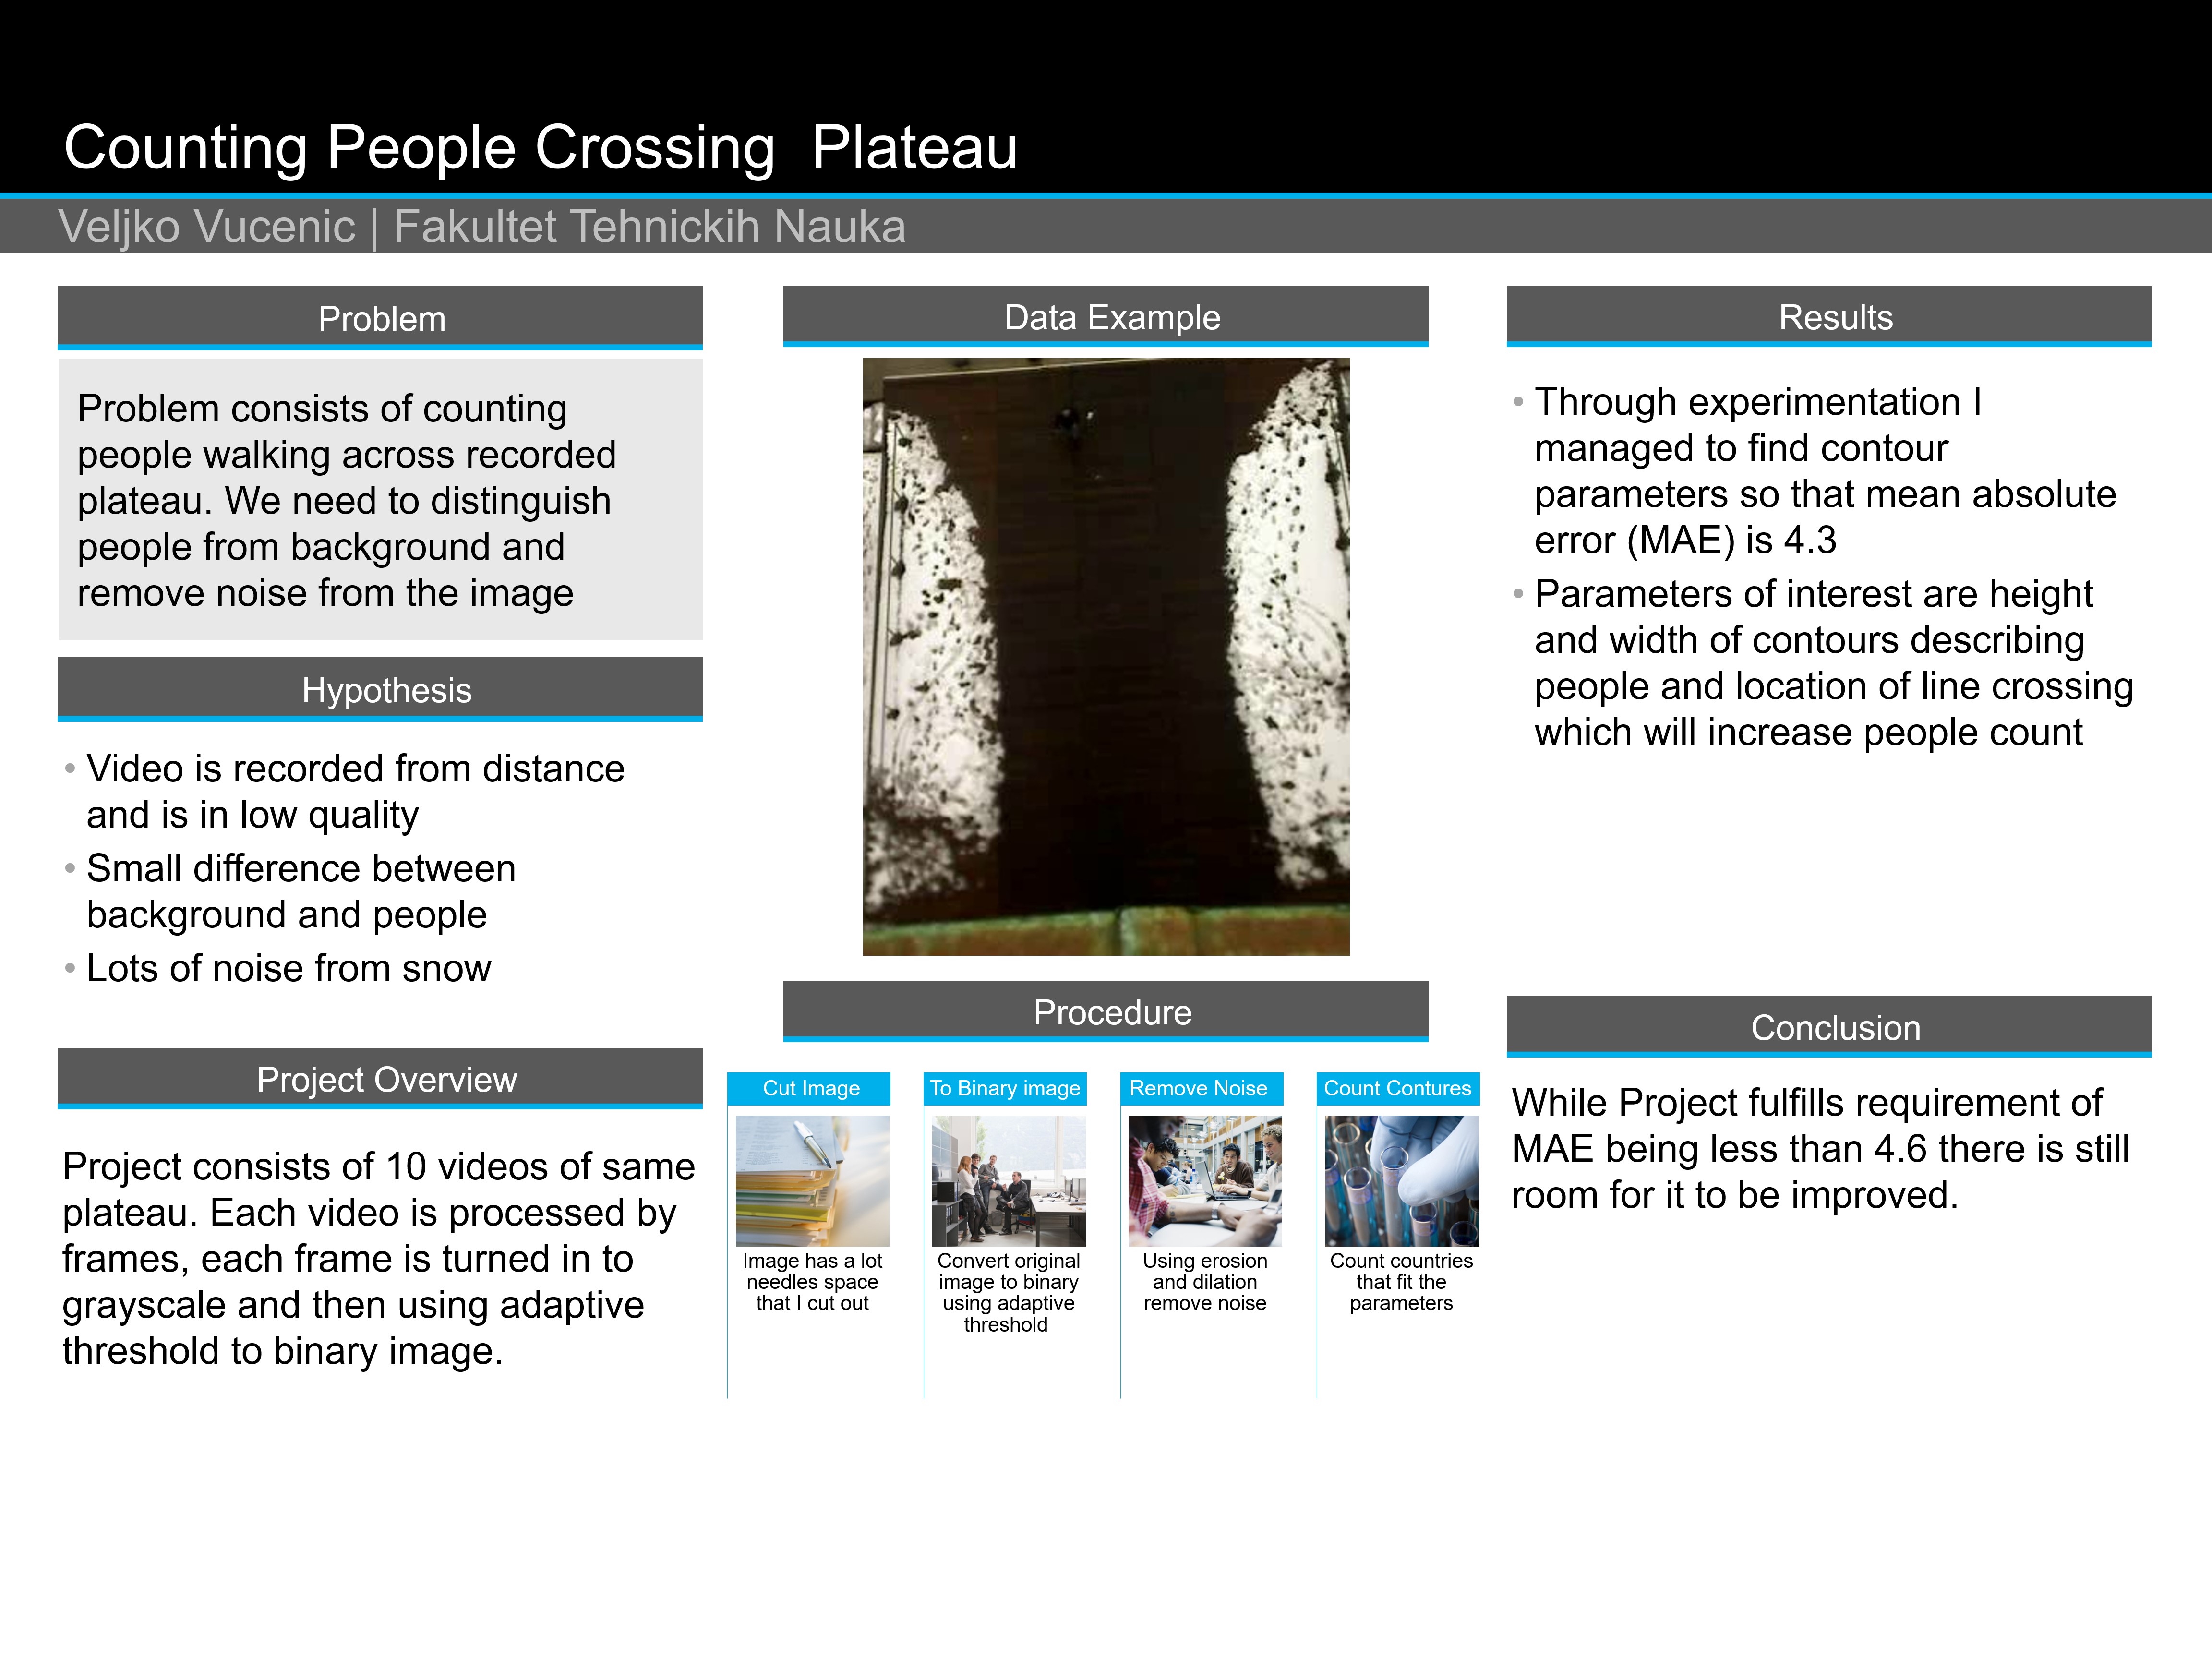 Counting People Crossing  Plateau
Veljko Vucenic | Fakultet Tehnickih Nauka
Problem
Problem consists of counting
people walking across recorded
plateau. We need to distinguish
people from background and
remove noise from the image
Hypothesis
• Video is recorded from distance
and is in low quality
• Small difference between
background and people
• Lots of noise from snow
Project Overview
Project consists of 10 videos of same
plateau. Each video is processed by
frames, each frame is turned in to
grayscale and then using adaptive
threshold to binary image.
Data Example
Procedure
Cut Image
Image has a lot
needles space
that I cut out
To Binary image
Convert original
image to binary
using adaptive
threshold
Remove Noise
Using erosion
and dilation
remove noise
Count Contures
Count countries
that fit the
parameters
Results
• Through experimentation I
managed to find contour
parameters so that mean absolute
error (MAE) is 4.3
• Parameters of interest are height
and width of contours describing
people and location of line crossing
which will increase people count
Conclusion
While Project fulfills requirement of
MAE being less than 4.6 there is still
room for it to be improved.